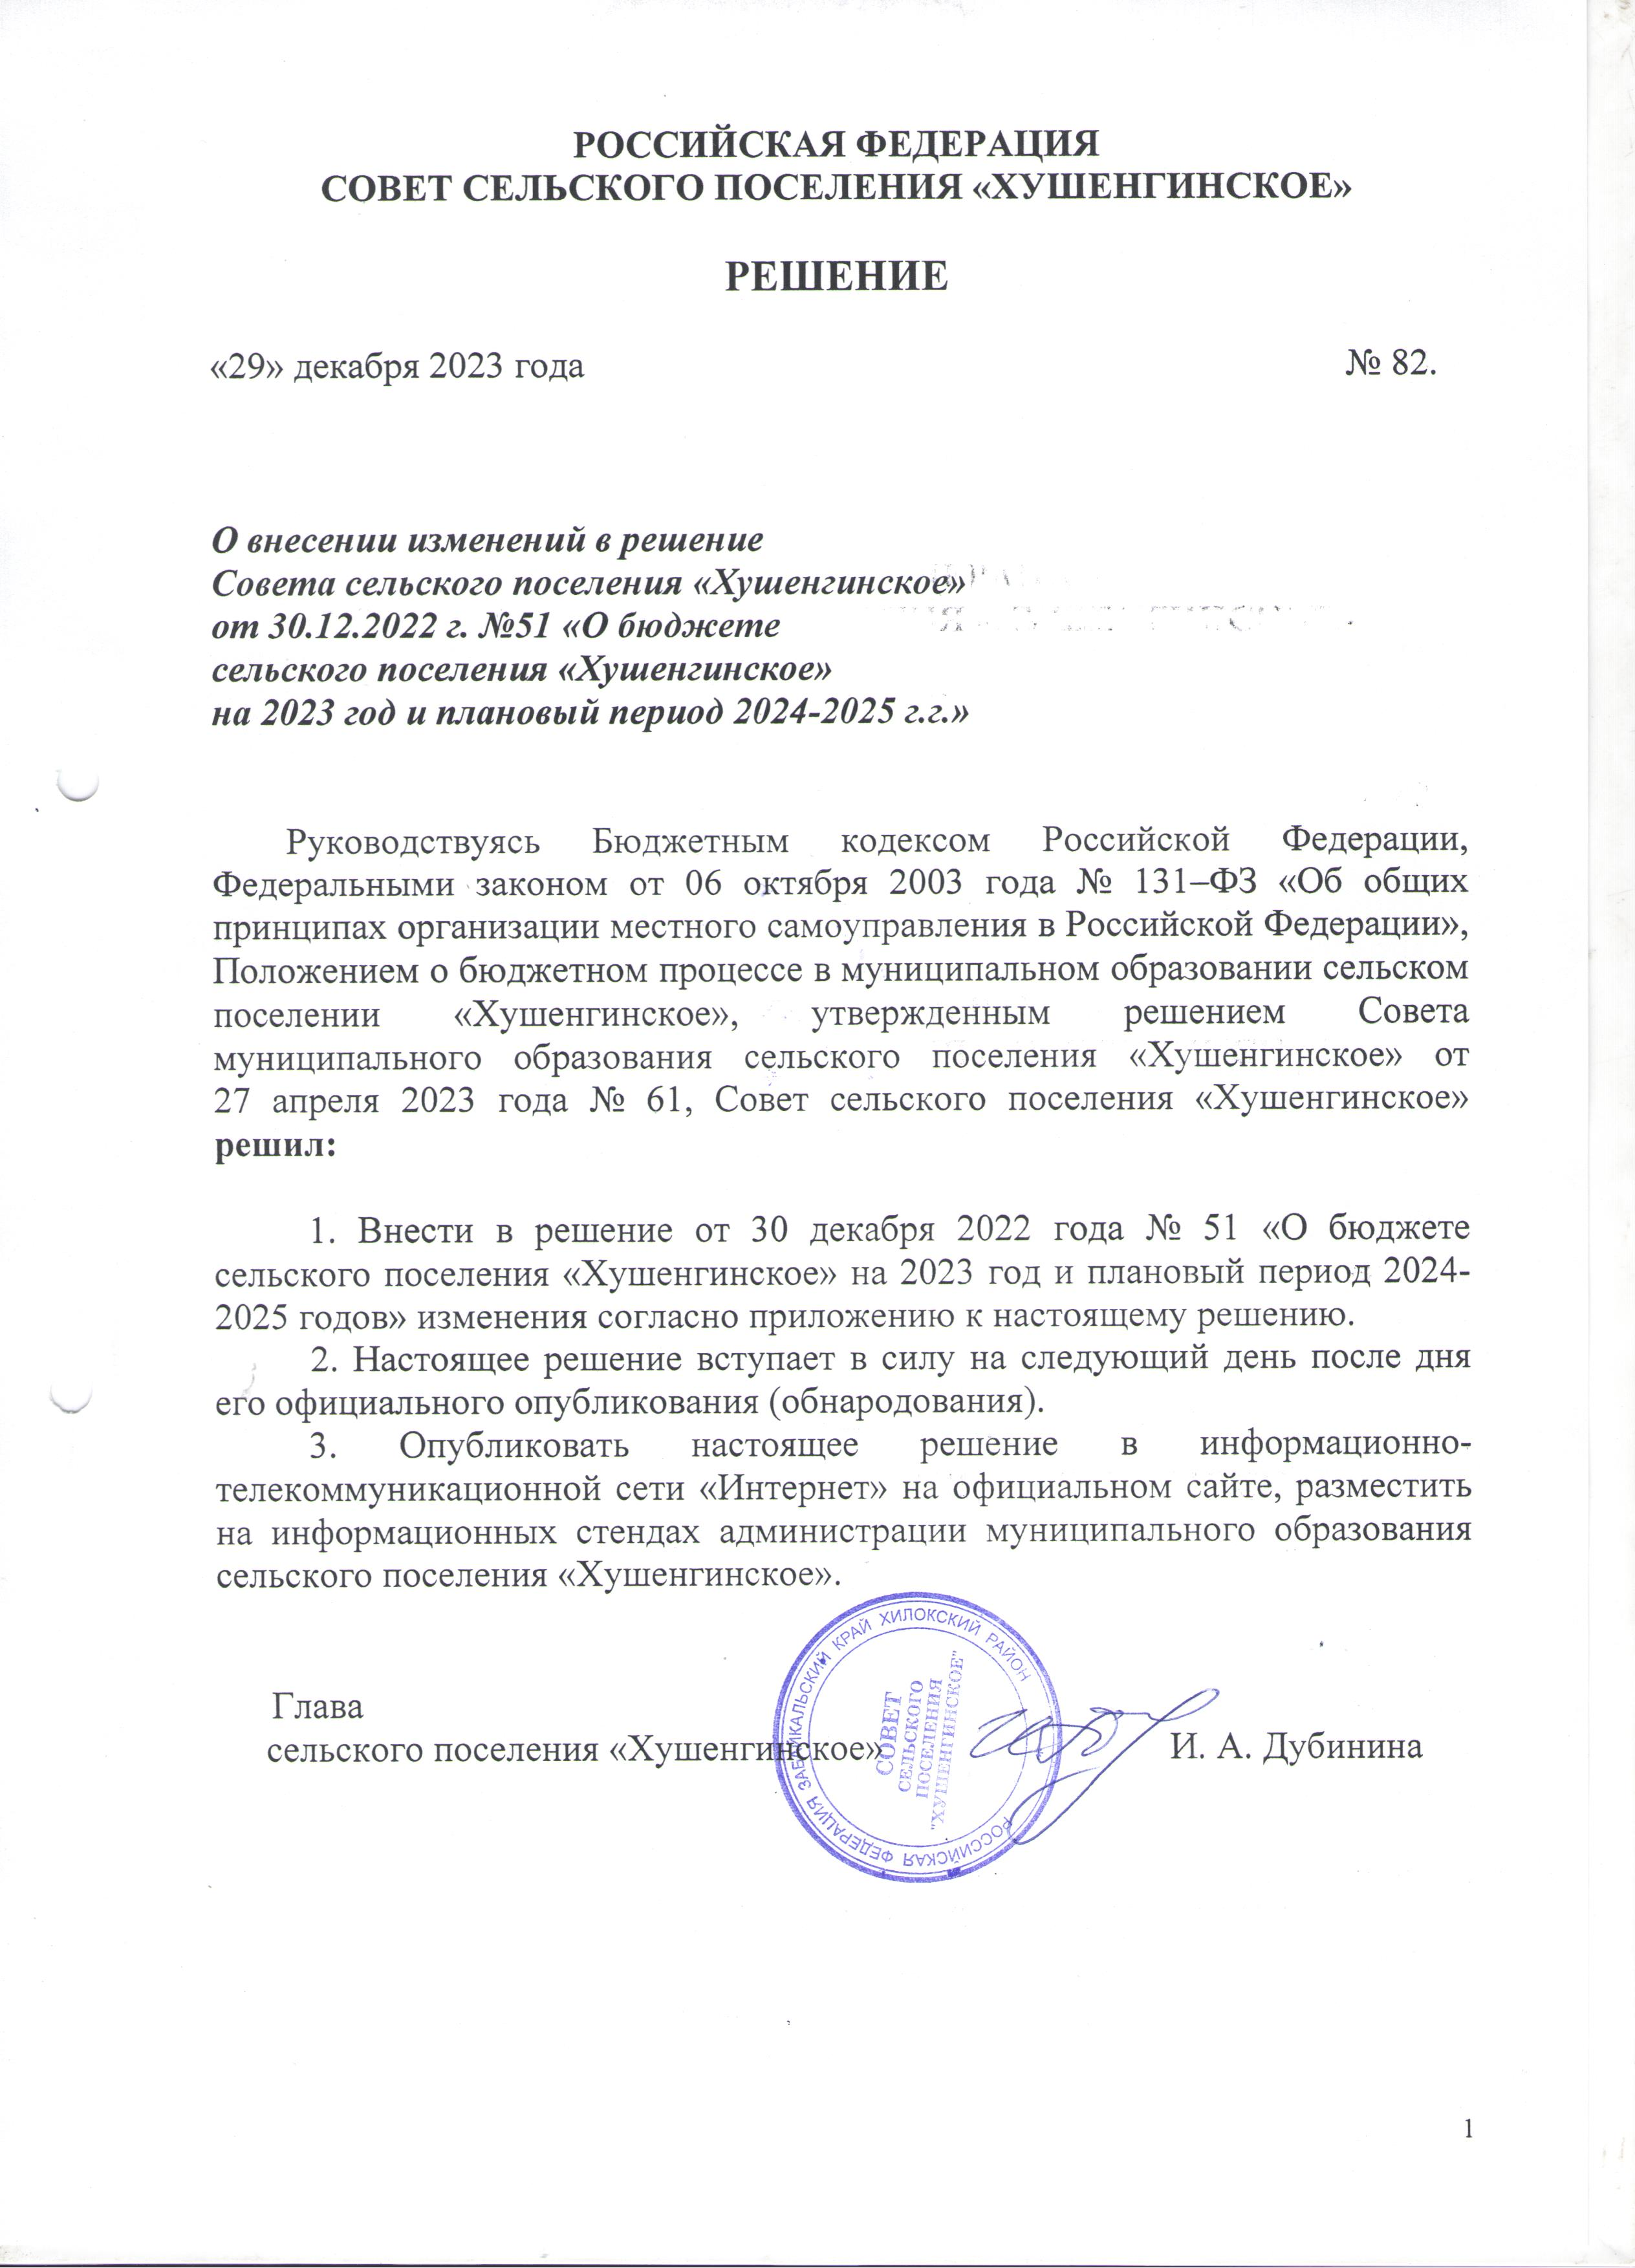 РОССИЙСКАЯ ФЕДЕРАЦИЯ
СОВЕТ СЕЛЬСКОГО ПОСЕЛЕНИЯ «ХУШЕНГИНСКОЕ»
РЕШЕНИЕ
«29» декабря 2023 года № 82.
О внесении изменений в решение
Совета сельского поселения «Хушенгинское»
от 30.12.2022 г. №51 «О бюджете
сельского поселения «Хушенгинское»
на 2023 год и плановый период 2024-2025 г.г.»
Руководствуясь Бюджетным кодексом Российской Федерации,
Федеральными законом от 06 октября 2003 года № 131–ФЗ «Об общих
принципах организации местного самоуправления в Российской Федерации»,
Положением о бюджетном процессе в муниципальном образовании сельском
поселении «Хушенгинское», утвержденным решением Совета
муниципального образования сельского поселения «Хушенгинское» от
27 апреля 2023 года № 61, Совет сельского поселения «Хушенгинское»
решил:
1. Внести в решение от 30 декабря 2022 года № 51 «О бюджете
сельского поселения «Хушенгинское» на 2023 год и плановый период 2024-
2025 годов» изменения согласно приложению к настоящему решению.
2. Настоящее решение вступает в силу на следующий день после дня
его официального опубликования (обнародования).
3. Опубликовать настоящее решение в информационно-
телекоммуникационной сети «Интернет» на официальном сайте, разместить
на информационных стендах администрации муниципального образования
сельского поселения «Хушенгинское».
Глава
сельского поселения «Хушенгинское» И. А. Дубинина
РОССИЙСКАЯ ФЕДЕРАЦИЯ ЗАБАЙКАЛЬСКИЙ КРАЙ ХИЛОКСКИЙ РАЙОН
СОВЕТ
СЕЛЬСКОГО
ПОСЕЛЕНИЯ
"ХУШЕНГИНСКОЕ"
1